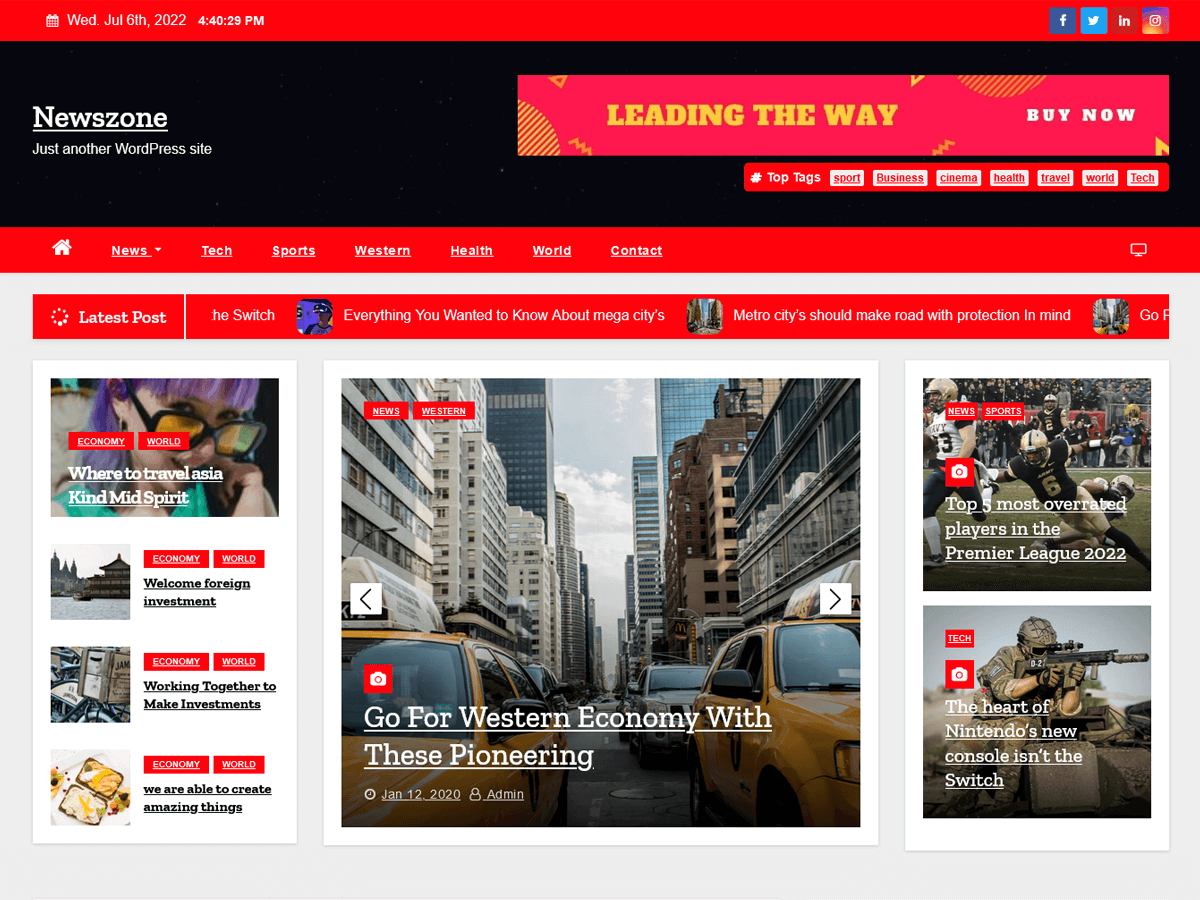 Wed. Jul 6th, 2022 4:40:29 PM
Newszone
Just another WordPress site
LEADING THE WAY BUY NOW
# Top Tags sport Business cinema health travel world Tech
News Tech Sports Western Health World Contact
Latest Post
he Switch Everything You Wanted to Know About mega city's Metro city's should make road with protection In mind Go F
ECONOMY WORLD
Where to travel asia
Kind Mid Spirit
ECONOMY WORLD
Welcome foreign
investment
ECONOMY WORLD
Working Together to
Make Investments
ECONOMY WORLD
we are able to create
amazing things
NEWS WESTERN
Go For Western Economy With
These Pioneering
Jan 12, 2020 Admin
NEWS SPORTS
Top 5 most overrated
players in the
Premier League 2022
TECH
The heart of
Nintendo's new
console isn't the
Switch